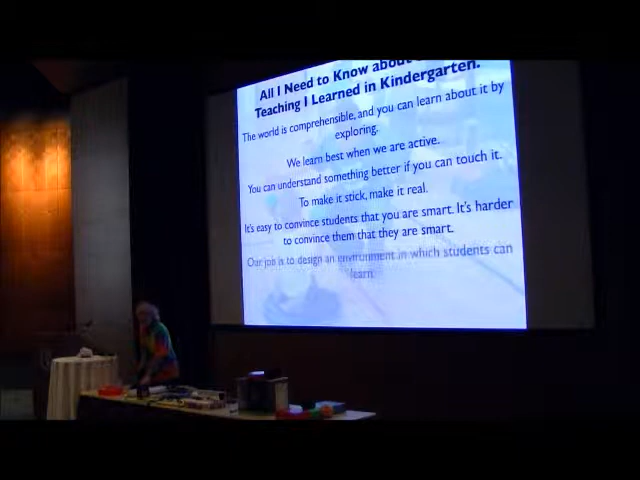 All I Need to Know about
Teaching I Learned in Kindergarten.
The world is comprehensible, and you can learn about it by
exploring.
We learn best when we are active.
You can understand something better if you can touch it.
To make it stick, make it real.
It's easy to convince students that you are smart. It's harder
to convince them that they are smart.
Our job is to design an environment in which students can
learn